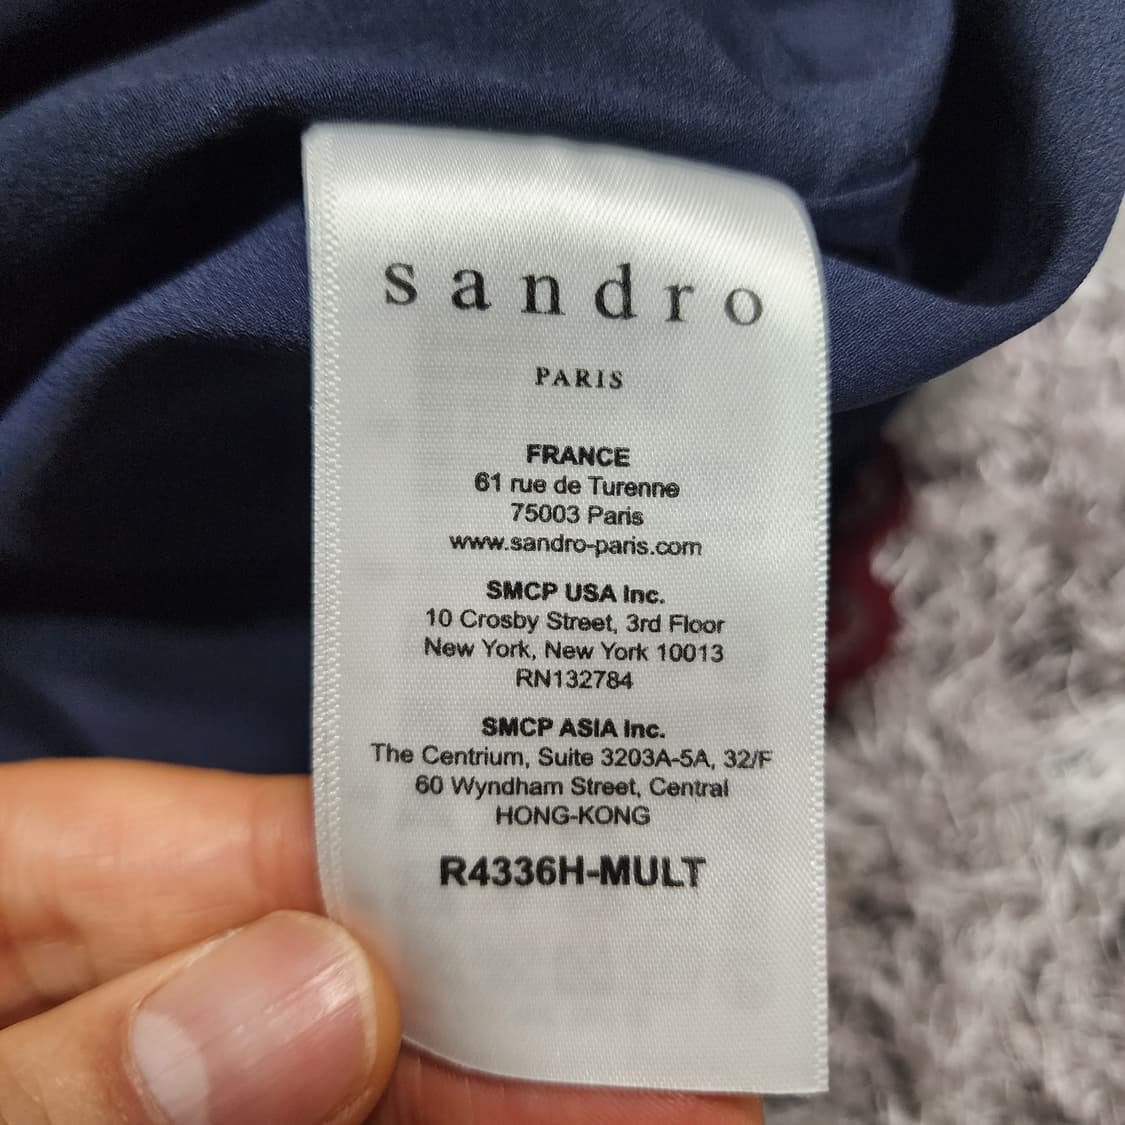 sandro
PARIS
FRANCE
61 rue de Turenne
75003 Paris
www.sandro-paris.com
SMCP USA Inc.
10 Crosby Street, 3rd Floor
New York, New York 10013
RN132784
SMCP ASIA Inc.
The Centrium, Suite 3203A-5A, 32/F
60 Wyndham Street, Central
HONG-KONG
R4336H-MULT